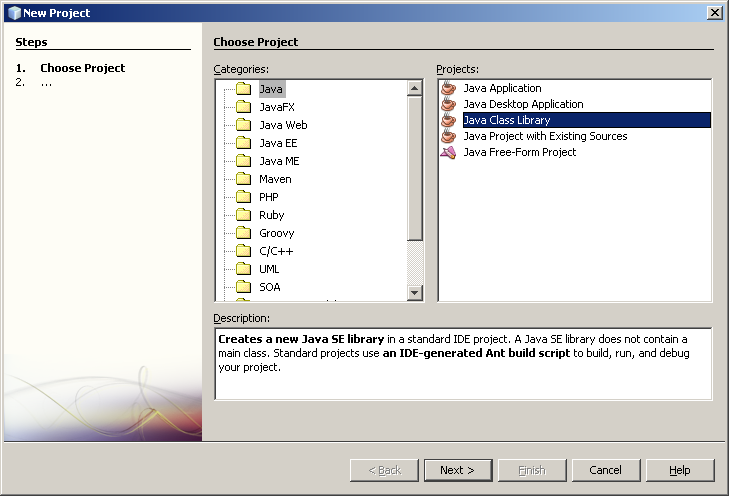 New Project
Steps
1. Choose Project
2. ...
Choose Project
Categories:
Java
JavaFX
Java Web
Java EE
Java ME
Maven
PHP
Ruby
Groovy
C/C++
UML
SOA
Projects:
Java Application
Java Desktop Application
Java Class Library
Java Project with Existing Sources
Java Free-Form Project
Description:
Creates a new Java SE library in a standard IDE project. A Java SE library does not contain a
main class. Standard projects use an IDE-generated Ant build script to build, run, and debug
your project.
< Back
Next >
Finish
Cancel
Help